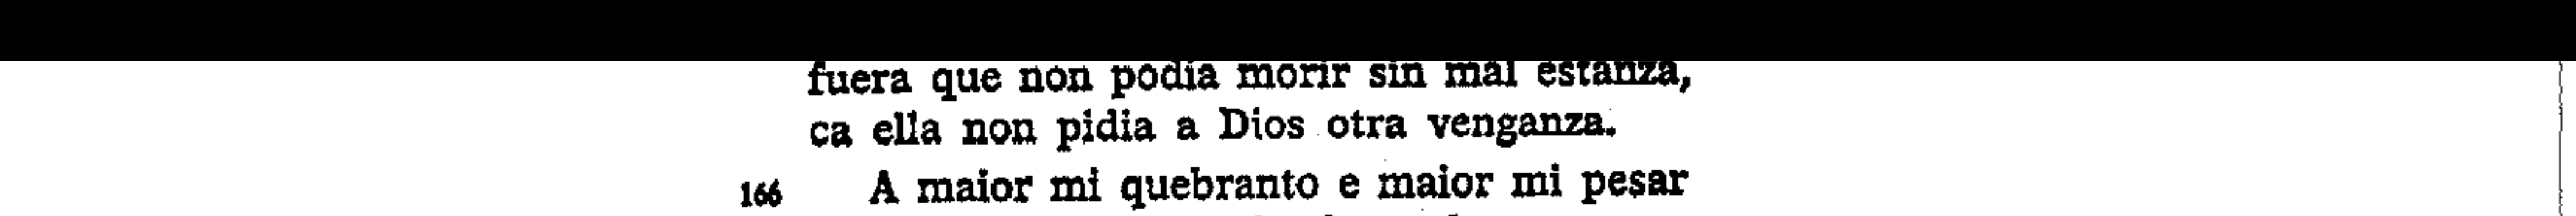 fuera que non podía morir sin mal estanza,
ca ella non pidia a Dios otra venganza.
166 A maior mi quebranto e maior mi pesar